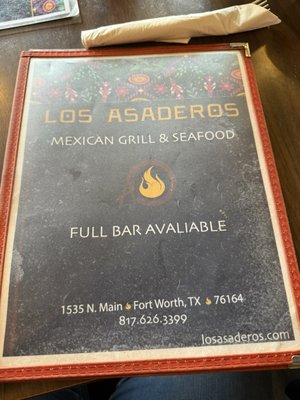 LOS ASADEROS
MEXICAN GRILL & SEAFOOD
FULL BAR AVALIABLE
1535 N. Main Fort Worth, TX 76164
817.626.3399
losasaderos.com